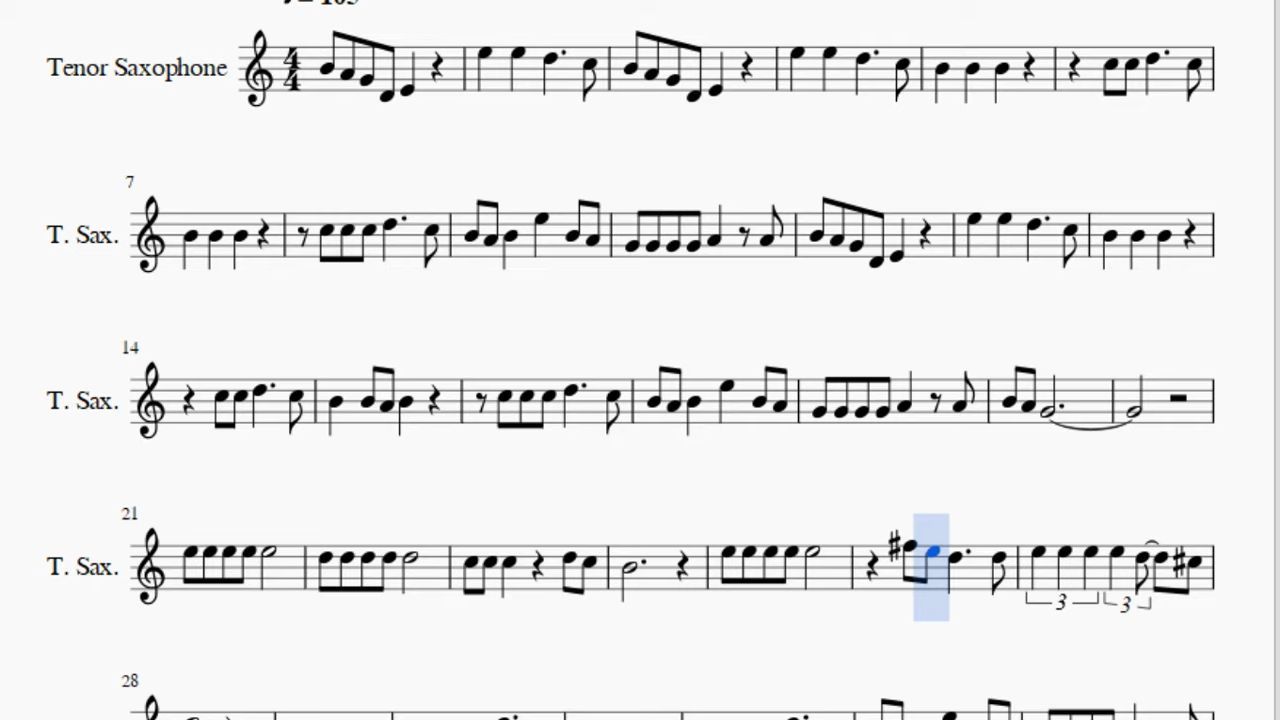 Tenor Saxophone
7
T. Sax.
14
T. Sax.
21
T. Sax.
3 3
28